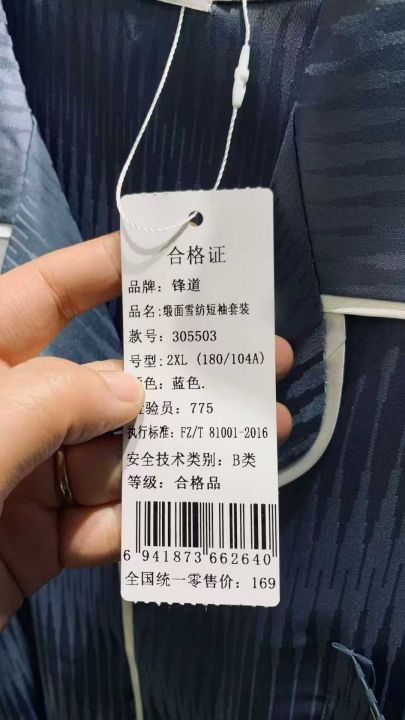 合格证
品牌：锋道
品名：缎面雪纺短袖套装
款号：305503
号型：2XL (180/104A)
色：蓝色.
验员：775
执行标准：FZ/T 81001-2016
安全技术类别：B类
等级：合格品
6 941873 662640
全国统一零售价：169